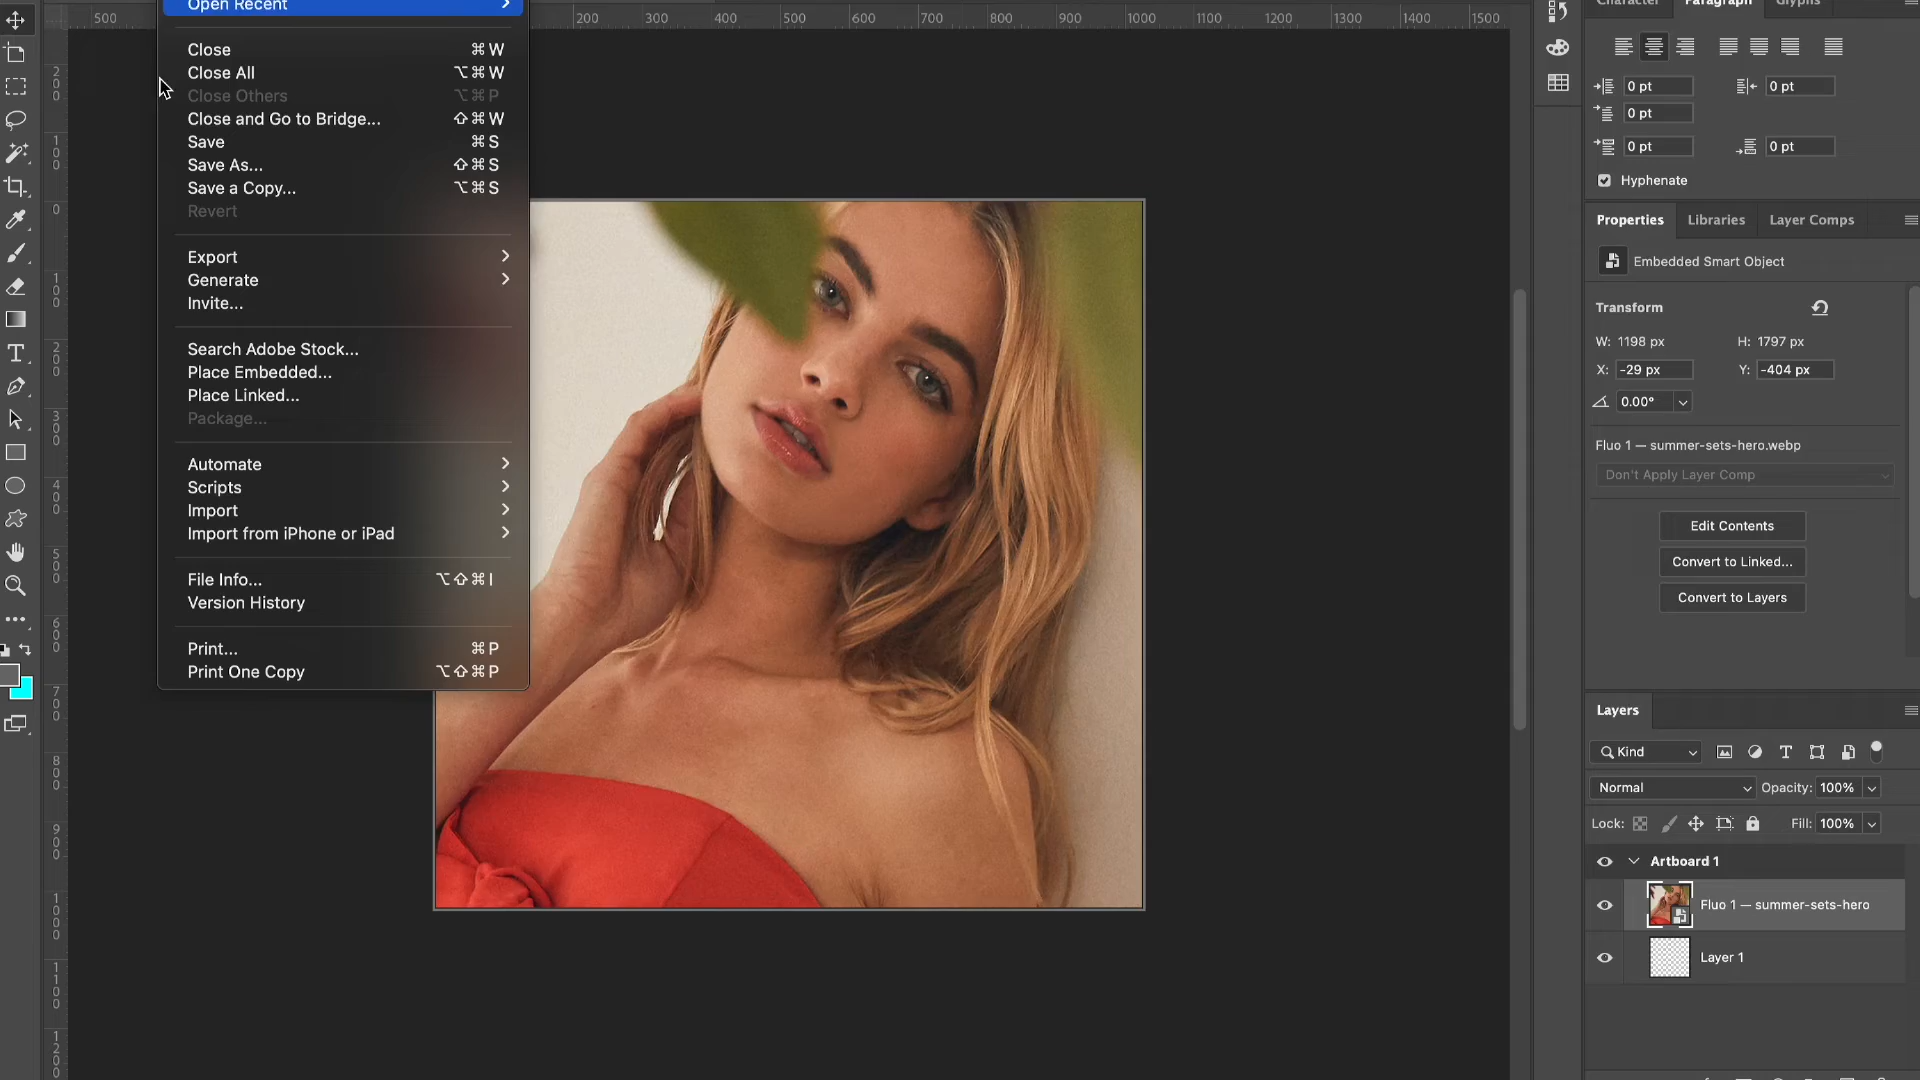 Open Recent
Close ⌘W
Close All ⌥⌘W
Close Others ⌥⌘P
Close and Go to Bridge... ⇧⌘W
Save ⌘S
Save As... ⇧⌘S
Save a Copy... ⌥⌘S
Revert
Export
Generate
Invite...
Search Adobe Stock...
Place Embedded...
Place Linked...
Package...
Automate
Scripts
Import
Import from iPhone or iPad
File Info... ⌥⇧⌘I
Version History
Print... ⌘P
Print One Copy ⌥⇧⌘P
500 200 300 400 500 600 700 800 900 1000 1100 1200 1300 1400 1500
200
100
0
100
200
300
400
500
600
700
800
900
1000
1100
1200
Character Paragraph Glyphs
0 pt 0 pt
0 pt
0 pt 0 pt
Hyphenate
Properties Libraries Layer Comps
Embedded Smart Object
Transform
W: 1198 px H: 1797 px
X: -29 px Y: -404 px
0.00°
Fluo 1 — summer-sets-hero.webp
Don't Apply Layer Comp
Edit Contents
Convert to Linked...
Convert to Layers
Layers
Kind
Normal Opacity: 100%
Lock: Fill: 100%
Artboard 1
Fluo 1 — summer-sets-hero
Layer 1